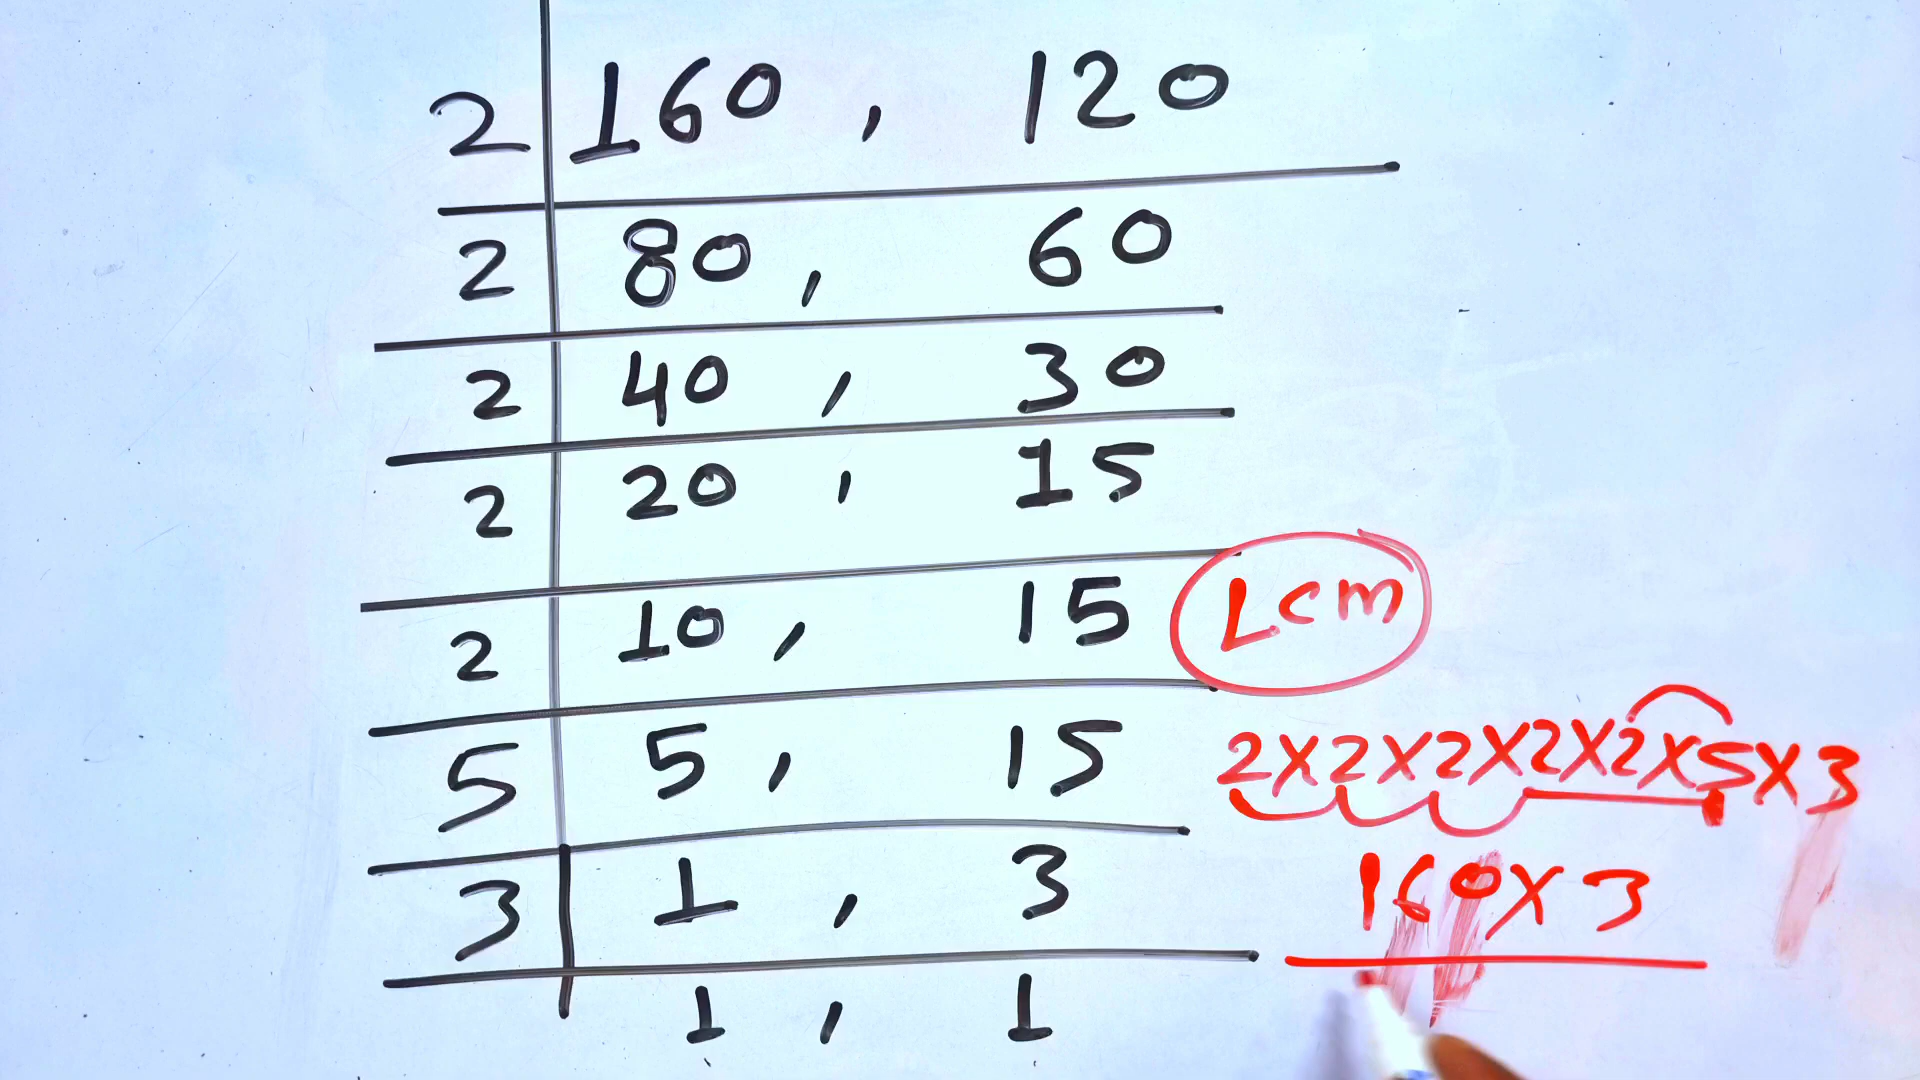 2 160 , 120
2 80 , 60
2 40 , 30
2 20 , 15
2 10 , 15
Lcm
5 5 , 15
2X2X2X2X2X5X3
3 1 , 3
160X3
1 , 1